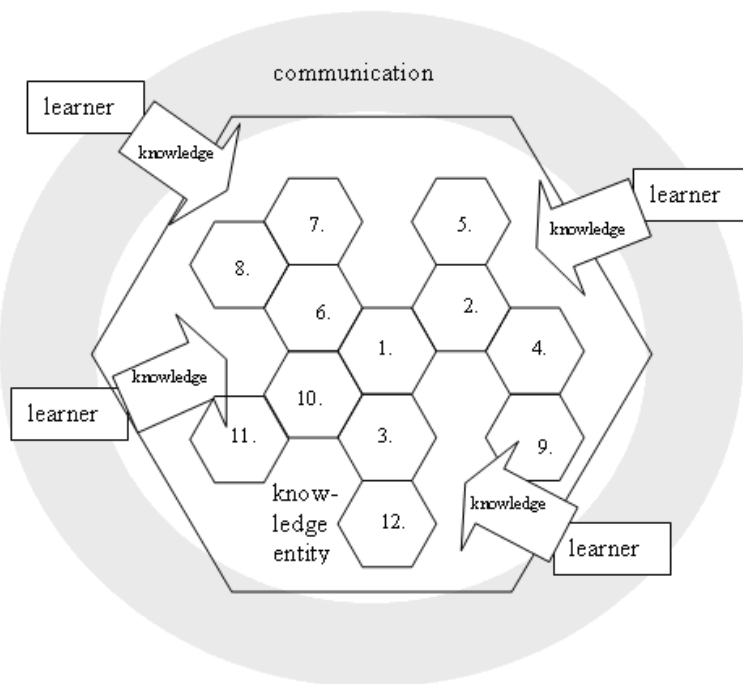 communication
learner
knowledge
learner
knowledge
7.
5.
8.
6.
2.
1.
4.
knowledge
learner
10.
11.
3.
9.
know-
ledge
entity
12.
knowledge
learner